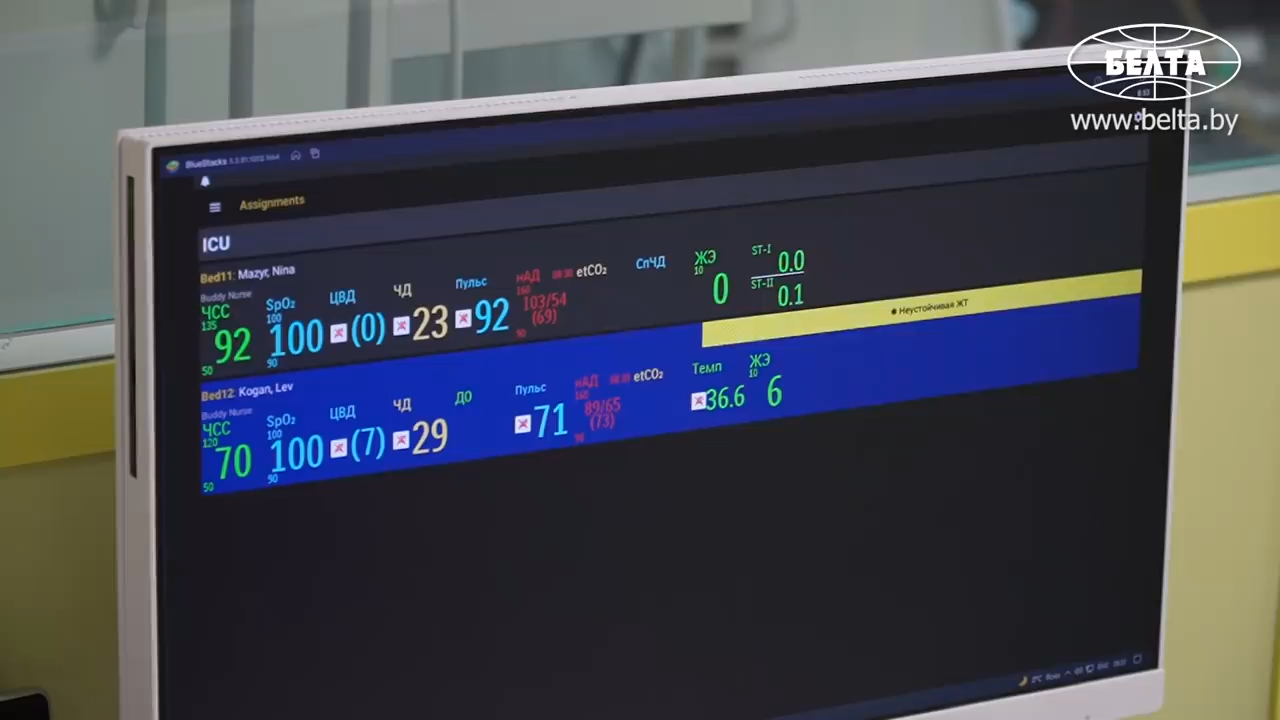 БЕЛТА
www.belta.by
BlueStacks
Assignments
ICU
Bed11: Mazyr, Nina
Buddy Nurse
ЧСС 135 92 50
SpO₂ 100 100 90
ЦВД (0)
ЧД 23
Пульс 92
нАД 160 103/54 (69) 90
etCO₂
СпЧД
ЖЭ 10 0
ST-I 0.0
ST-II 0.1
Неустойчивая ЖТ
Bed12: Kogan, Lev
Buddy Nurse
ЧСС 120 70 50
SpO₂ 100 100 90
ЦВД (7)
ЧД 29
ДО
Пульс 71
нАД 160 89/65 (73) 90
etCO₂
Темп 36.6
ЖЭ 10 6